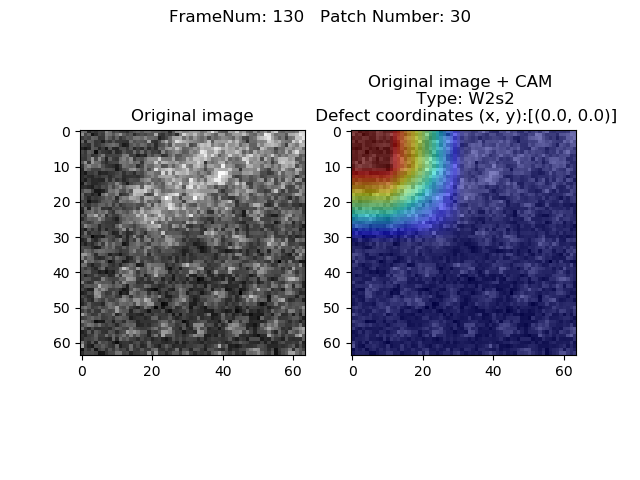 FrameNum: 130   Patch Number: 30
Original image
Original image + CAM
Type: W2s2
Defect coordinates (x, y):[(0.0, 0.0)]
0
10
20
30
40
50
60
0 20 40 60
0
10
20
30
40
50
60
0 20 40 60